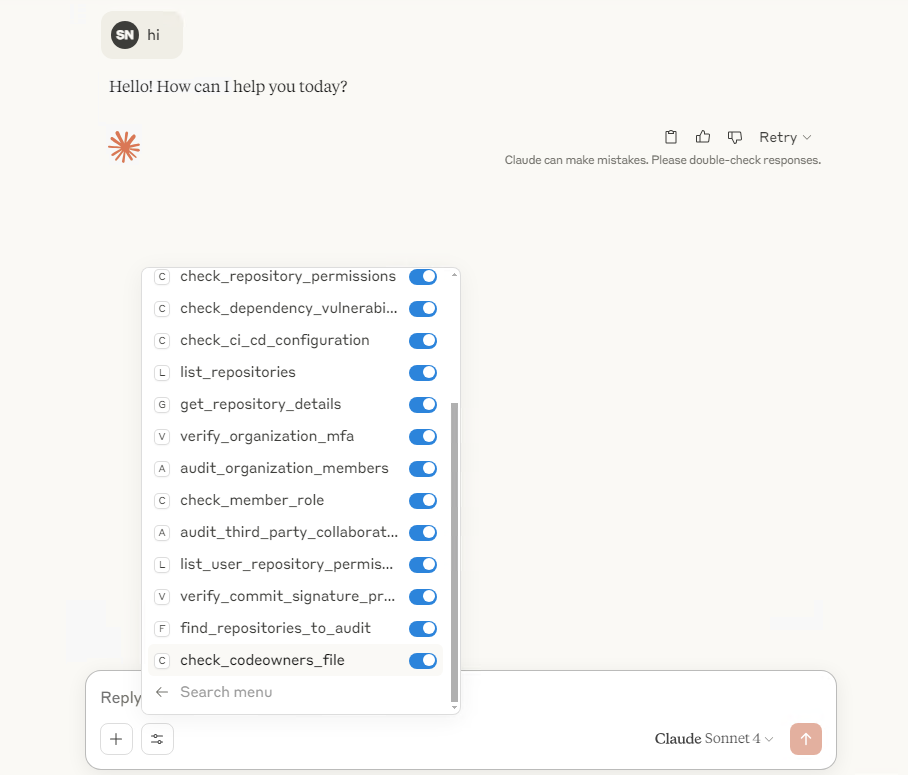 SN hi
Hello! How can I help you today?
Retry
Claude can make mistakes. Please double-check responses.
C check_repository_permissions
C check_dependency_vulnerabi...
C check_ci_cd_configuration
L list_repositories
G get_repository_details
V verify_organization_mfa
A audit_organization_members
C check_member_role
A audit_third_party_collaborat...
L list_user_repository_permis...
V verify_commit_signature_pr...
F find_repositories_to_audit
C check_codeowners_file
Search menu
Reply
Claude Sonnet 4